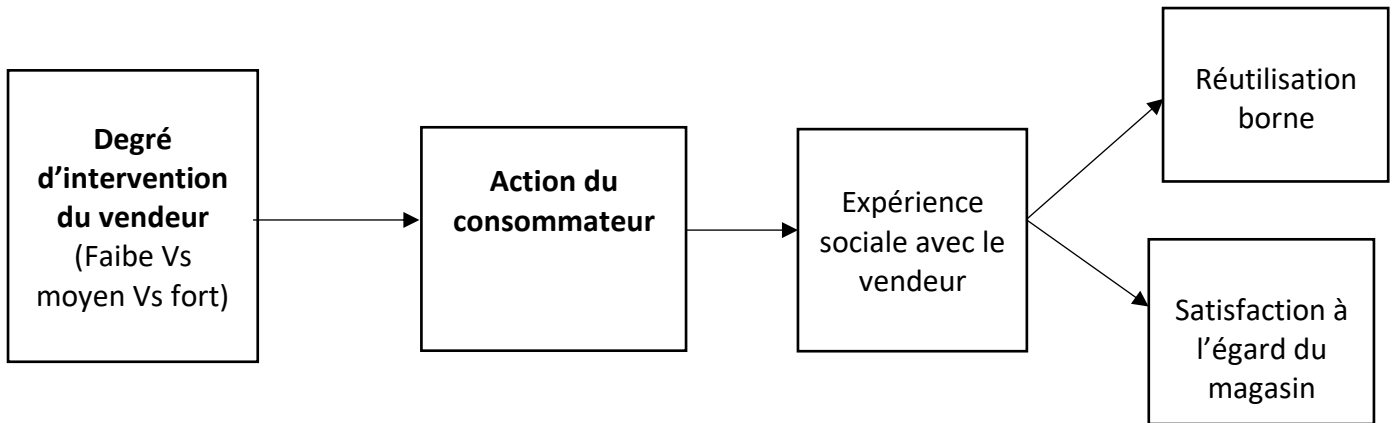 Degré
d’intervention
du vendeur
(Faibe Vs
moyen Vs fort)
Action du
consommateur
Expérience
sociale avec le
vendeur
Réutilisation
borne
Satisfaction à
l’égard du
magasin